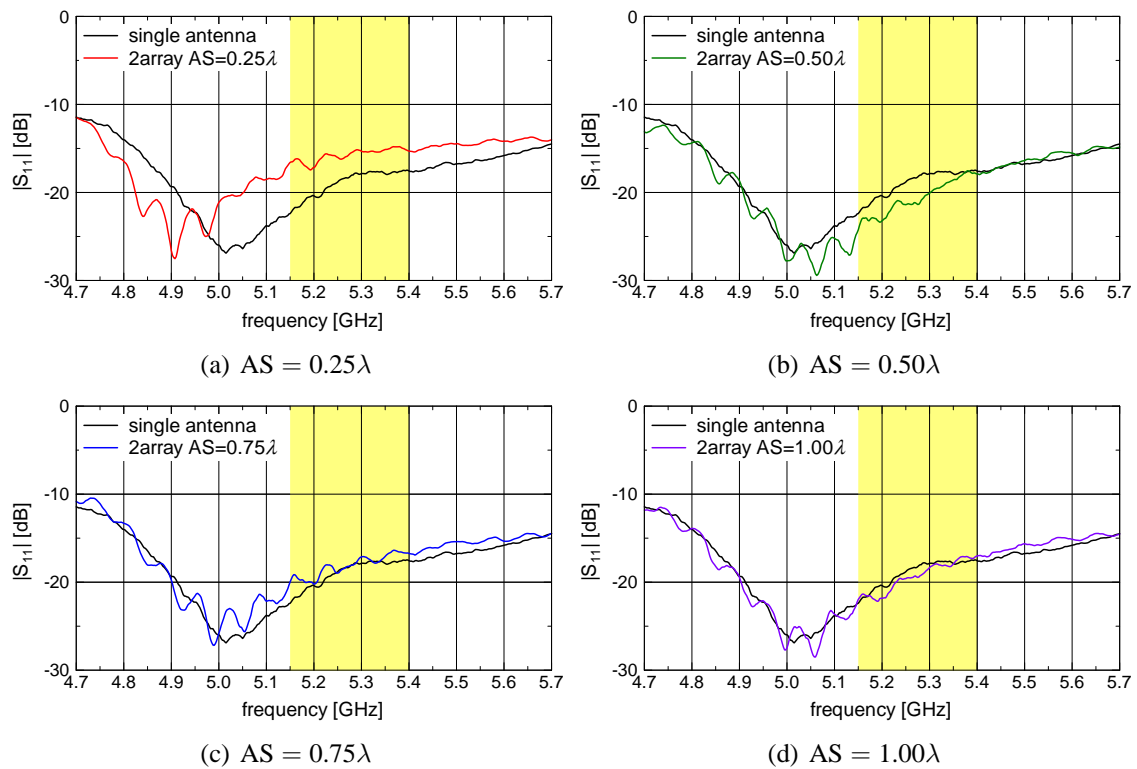 0
-10
-20
-30
|S11| [dB]
single antenna
2array AS=0.25λ
4.7 4.8 4.9 5.0 5.1 5.2 5.3 5.4 5.5 5.6 5.7
frequency [GHz]
(a) AS = 0.25λ
0
-10
-20
-30
|S11| [dB]
single antenna
2array AS=0.50λ
4.7 4.8 4.9 5.0 5.1 5.2 5.3 5.4 5.5 5.6 5.7
frequency [GHz]
(b) AS = 0.50λ
0
-10
-20
-30
|S11| [dB]
single antenna
2array AS=0.75λ
4.7 4.8 4.9 5.0 5.1 5.2 5.3 5.4 5.5 5.6 5.7
frequency [GHz]
(c) AS = 0.75λ
0
-10
-20
-30
|S11| [dB]
single antenna
2array AS=1.00λ
4.7 4.8 4.9 5.0 5.1 5.2 5.3 5.4 5.5 5.6 5.7
frequency [GHz]
(d) AS = 1.00λ